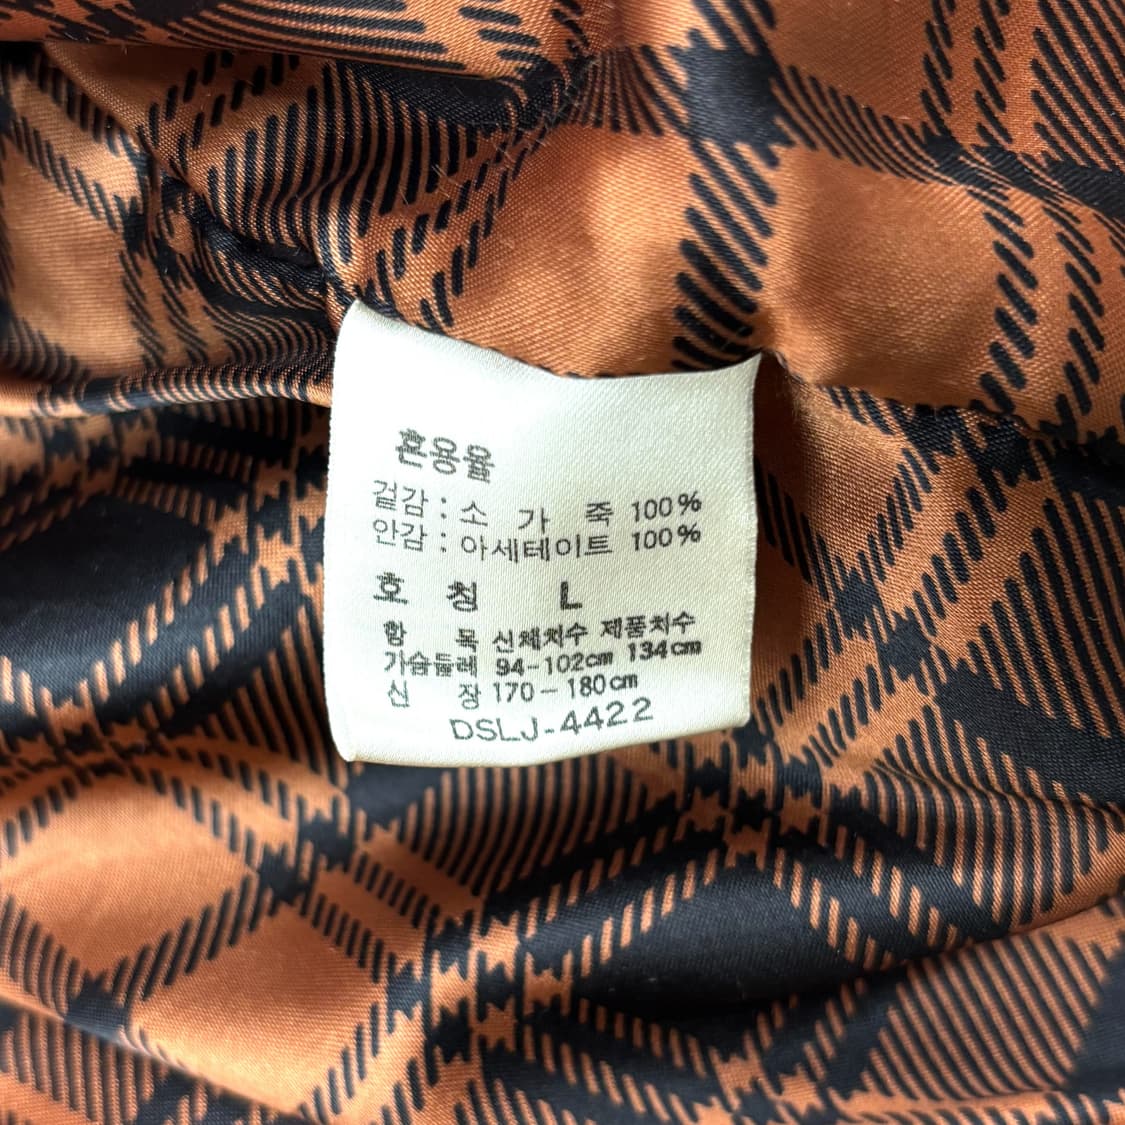 혼용율
겉감 : 소 가 죽 100%
안감 : 아세테이트 100%
호 칭 L
항 목 신체치수 제품치수
가슴둘레 94-102cm 134cm
신 장 170-180cm
DSLJ-4422